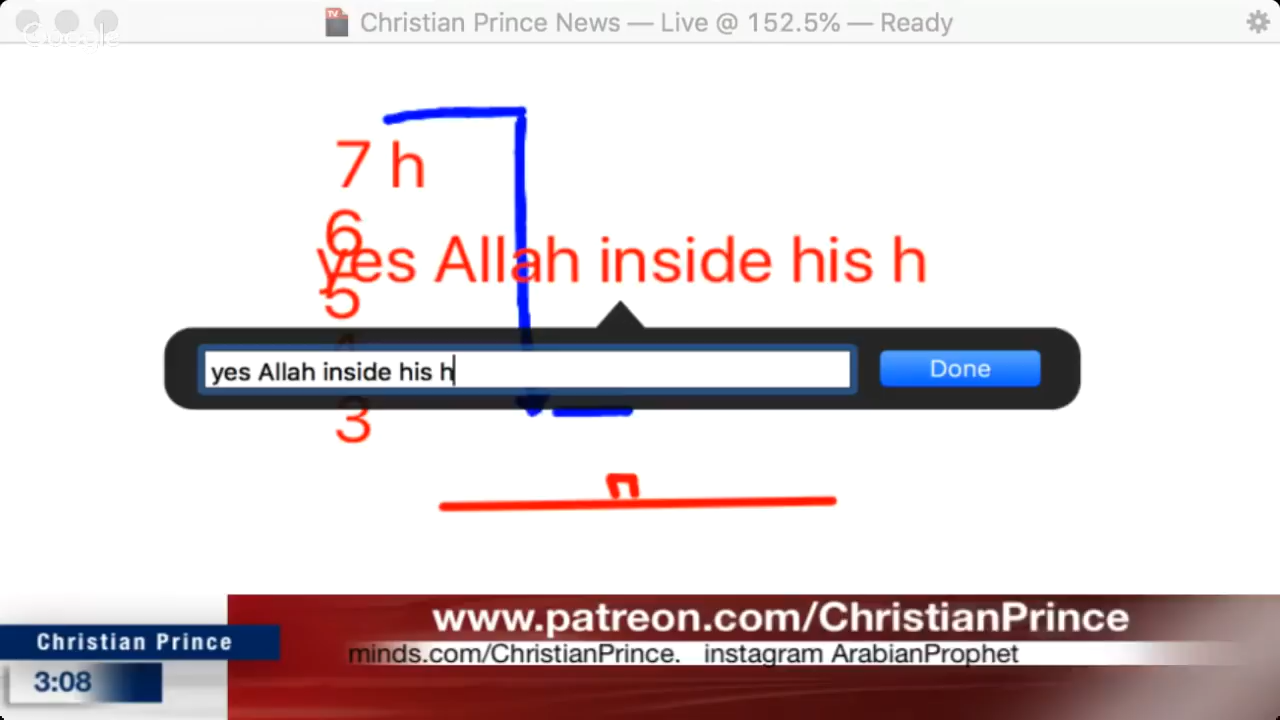 Google
Christian Prince News — Live @ 152.5% — Ready
7 h
6
yes Allah inside his h
5
yes Allah inside his h
Done
3
www.patreon.com/ChristianPrince
Christian Prince
minds.com/ChristianPrince. instagram ArabianProphet
3:08